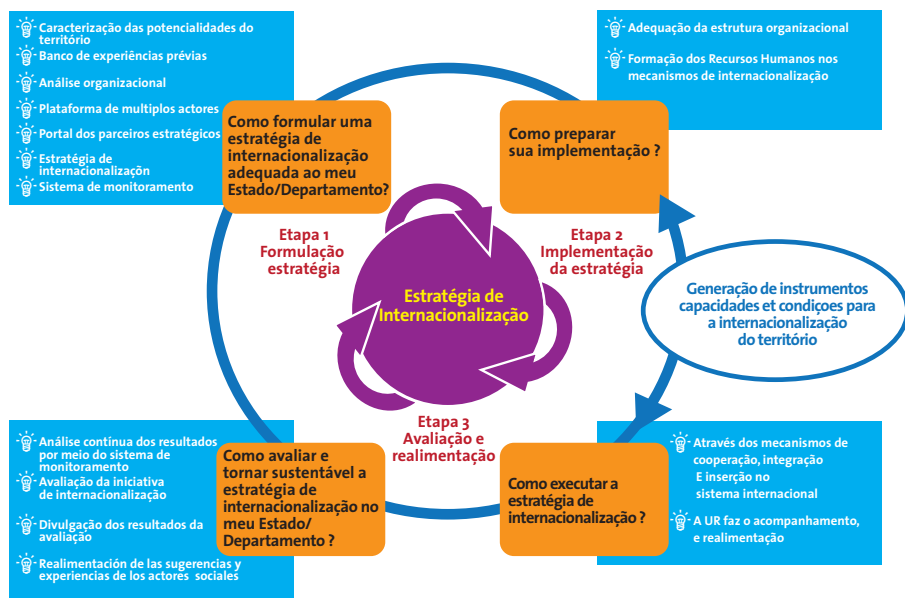 Caracterização das potencialidades do
território
Banco de experiências prévias
Análise organizacional
Plataforma de multiplos actores
Portal dos parceiros estratégicos
Estratégia de
internacionalizaçñn
Sistema de monitoramento
Como formular uma
estratégia de
internacionalização
adequada ao meu
Estado/Departamento?
Adequação da estrutura organizacional
Formação dos Recursos Humanos nos
mecanismos de internacionalização
Como preparar
sua implementação ?
Etapa 1
Formulação
estratégia
Etapa 2
Implementação
da estratégia
Estratégia de
Internacionalização
Generação de instrumentos
capacidades et condiçoes para
a internacionalização
do território
Etapa 3
Avaliação e
realimentação
Análise contínua dos resultados
por meio do sistema de
monitoramento
Avaliação da iniciativa
de internacionalização
Divulgação dos resultados da
avaliação
Realimentación de las sugerencias y
experiencias de los actores sociales
Como avaliar e
tornar sustentável a
estratégia de
internacionalização no
meu Estado/
Departamento ?
Como executar a
estratégia de
internacionalização ?
Através dos mecanismos de
cooperação, integração
E inserção no
sistema internacional
A UR faz o acompanhamento,
e realimentação